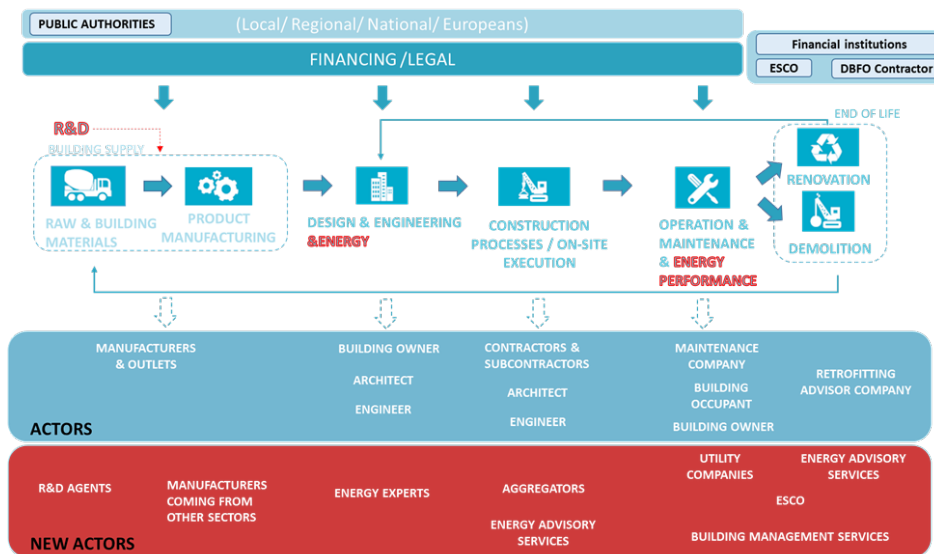 PUBLIC AUTHORITIES
(Local/ Regional/ National/ Europeans)
FINANCING /LEGAL
Financial institutions
ESCO
DBFO Contractor
END OF LIFE
R&D
BUILDING SUPPLY
RAW & BUILDING
MATERIALS
PRODUCT
MANUFACTURING
DESIGN & ENGINEERING
&ENERGY
CONSTRUCTION
PROCESSES / ON-SITE
EXECUTION
OPERATION &
MAINTENANCE
& ENERGY
PERFORMANCE
RENOVATION
DEMOLITION
MANUFACTURERS
& OUTLETS
BUILDING OWNER
ARCHITECT
ENGINEER
CONTRACTORS &
SUBCONTRACTORS
ARCHITECT
ENGINEER
MAINTENANCE
COMPANY
BUILDING
OCCUPANT
BUILDING OWNER
RETROFITTING
ADVISOR COMPANY
ACTORS
R&D AGENTS
MANUFACTURERS
COMING FROM
OTHER SECTORS
ENERGY EXPERTS
AGGREGATORS
ENERGY ADVISORY
SERVICES
UTILITY
COMPANIES
ENERGY ADVISORY
SERVICES
ESCO
BUILDING MANAGEMENT SERVICES
NEW ACTORS